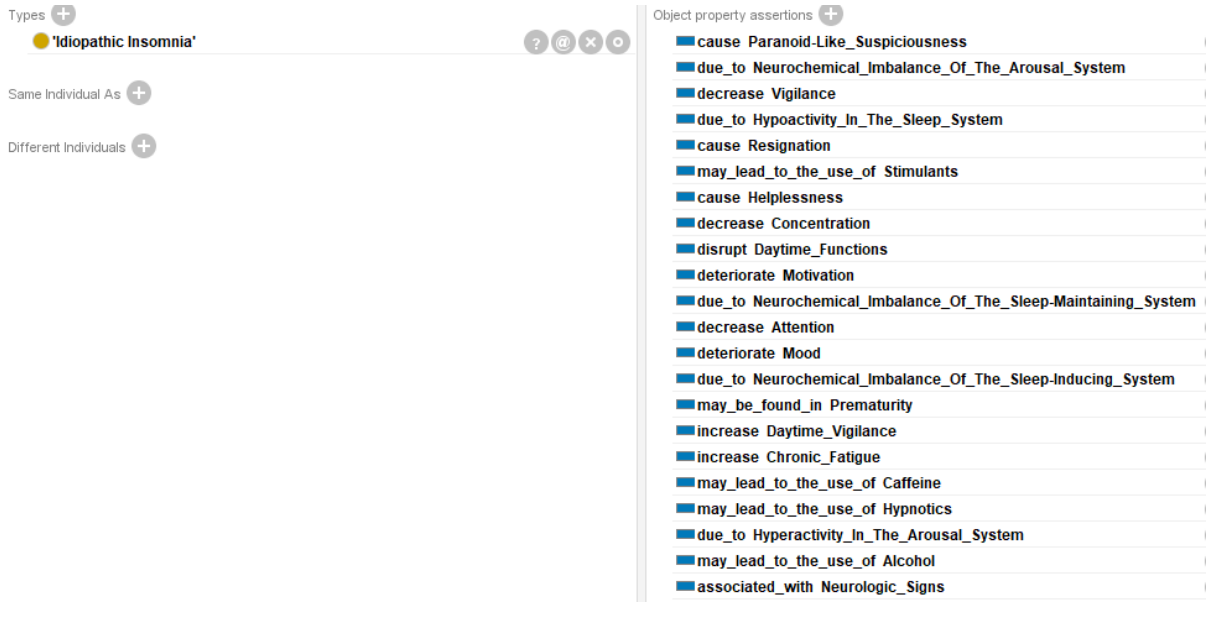 Types
'Idiopathic Insomnia'
Same Individual As
Different Individuals
Object property assertions
cause Paranoid-Like_Suspiciousness
due_to Neurochemical_Imbalance_Of_The_Arousal_System
decrease Vigilance
due_to Hypoactivity_In_The_Sleep_System
cause Resignation
may_lead_to_the_use_of Stimulants
cause Helplessness
decrease Concentration
disrupt Daytime_Functions
deteriorate Motivation
due_to Neurochemical_Imbalance_Of_The_Sleep-Maintaining_System
decrease Attention
deteriorate Mood
due_to Neurochemical_Imbalance_Of_The_Sleep-Inducing_System
may_be_found_in Prematurity
increase Daytime_Vigilance
increase Chronic_Fatigue
may_lead_to_the_use_of Caffeine
may_lead_to_the_use_of Hypnotics
due_to Hyperactivity_In_The_Arousal_System
may_lead_to_the_use_of Alcohol
associated_with Neurologic_Signs